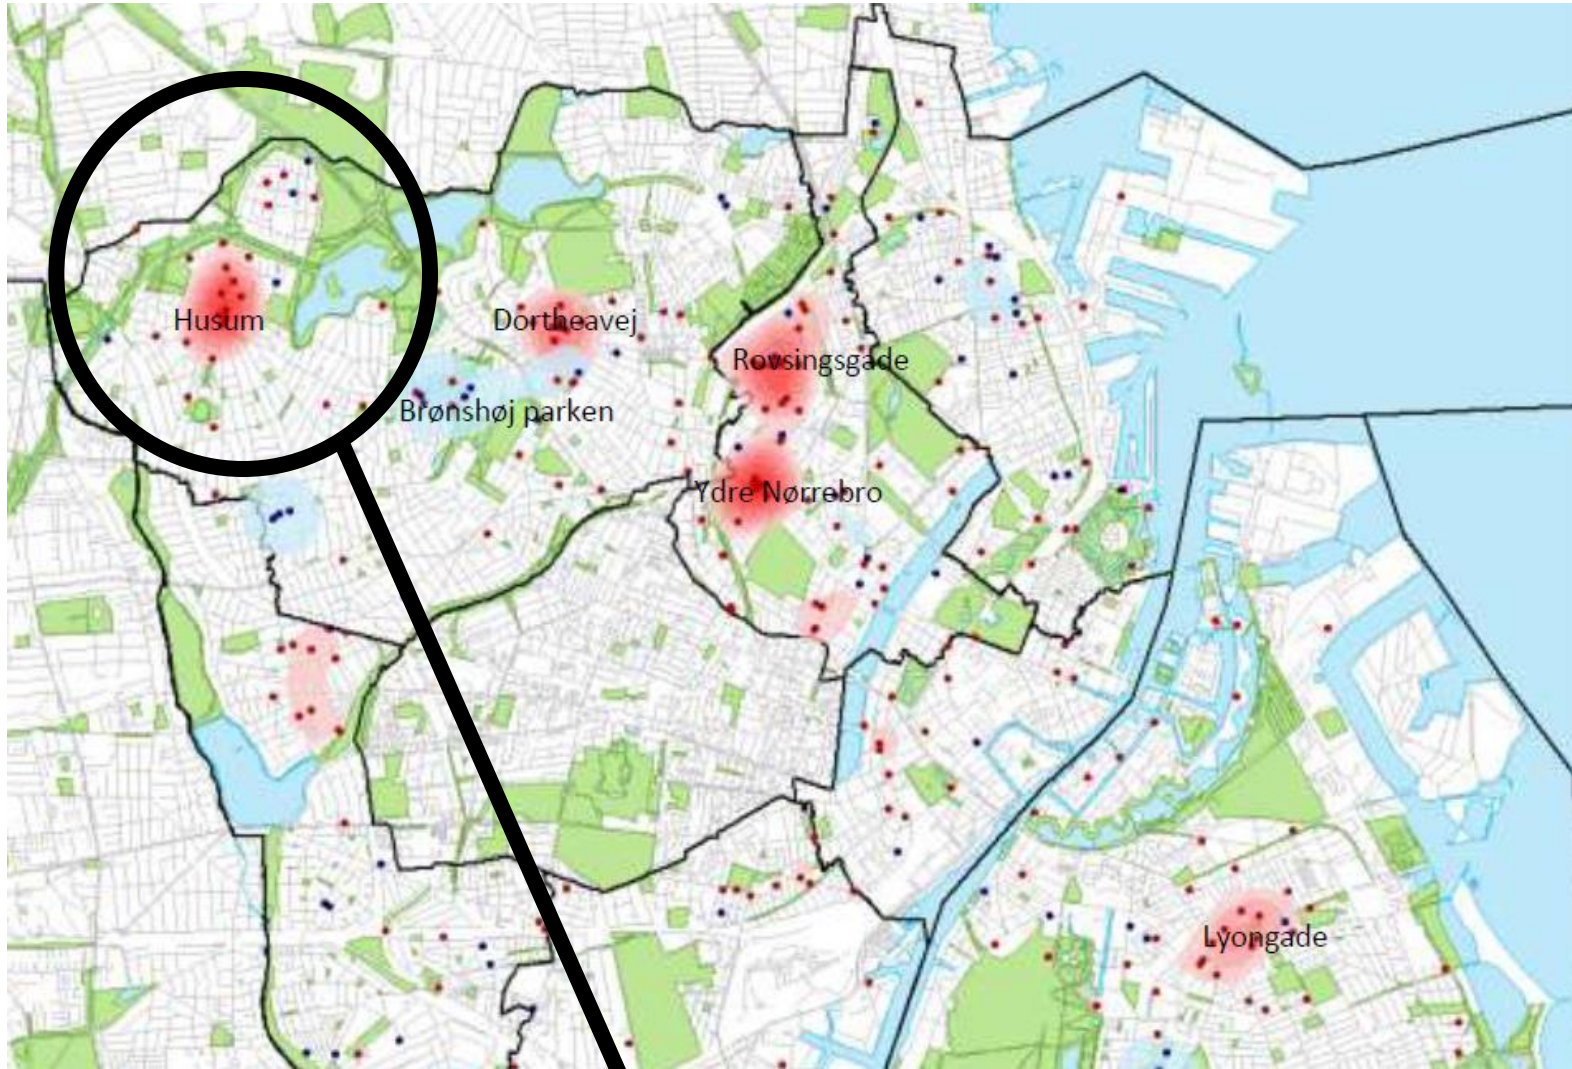 Husum
Dortheavej
Rovsingsgade
Brønshøj parken
Ydre Nørrebro
Lyongade